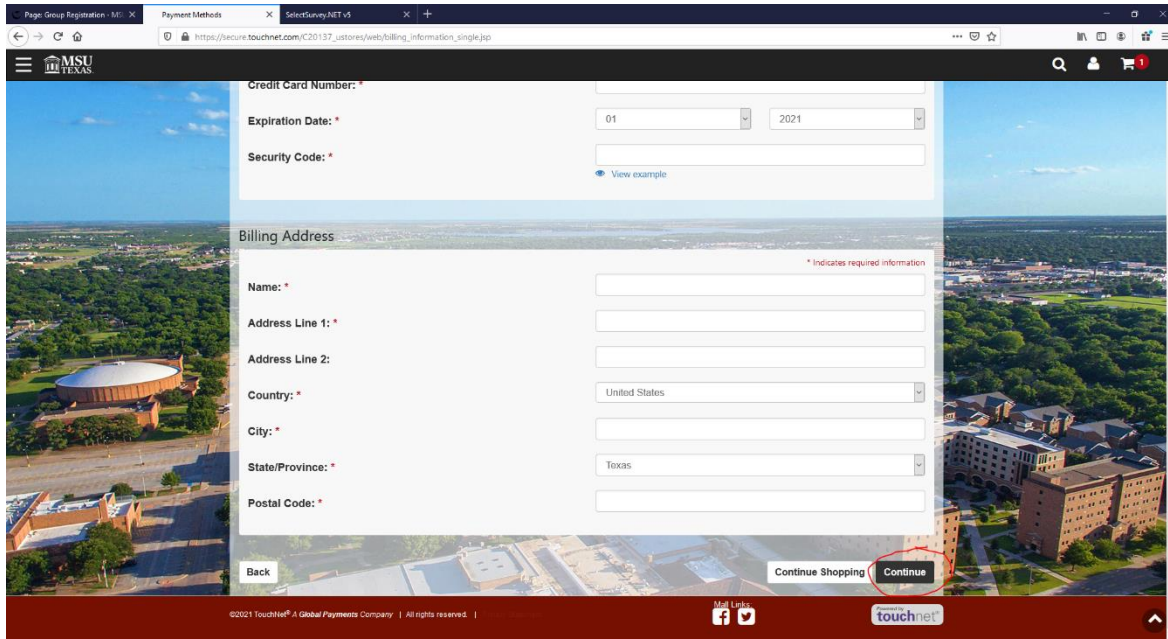 Page: Group Registration - MS
Payment Methods
SelectSurvey.NET v5
https://secure.touchnet.com/C20137_ustores/web/billing_information_single.jsp
MSU
TEXAS
1
Credit Card Number: *
Expiration Date: *
01
2021
Security Code: *
View example
Billing Address
* Indicates required information
Name: *
Address Line 1: *
Address Line 2:
Country: *
United States
City: *
State/Province: *
Texas
Postal Code: *
Back
Continue Shopping
Continue
©2021 TouchNet® A Global Payments Company | All rights reserved. |
Mall Links:
Powered by
touchnet®